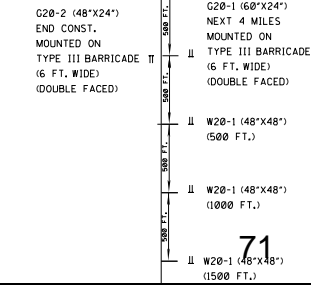 G20-2 (48"X24")
END CONST.
MOUNTED ON
TYPE III BARRICADE
(6 FT. WIDE)
(DOUBLE FACED)
G20-1 (60"X24")
NEXT 4 MILES
MOUNTED ON
TYPE III BARRICADE
(6 FT. WIDE)
(DOUBLE FACED)
500 FT.
500 FT.
W20-1 (48"X48")
(500 FT.)
500 FT.
W20-1 (48"X48")
(1000 FT.)
500 FT.
W20-1 (48"X48")
(1500 FT.)
71